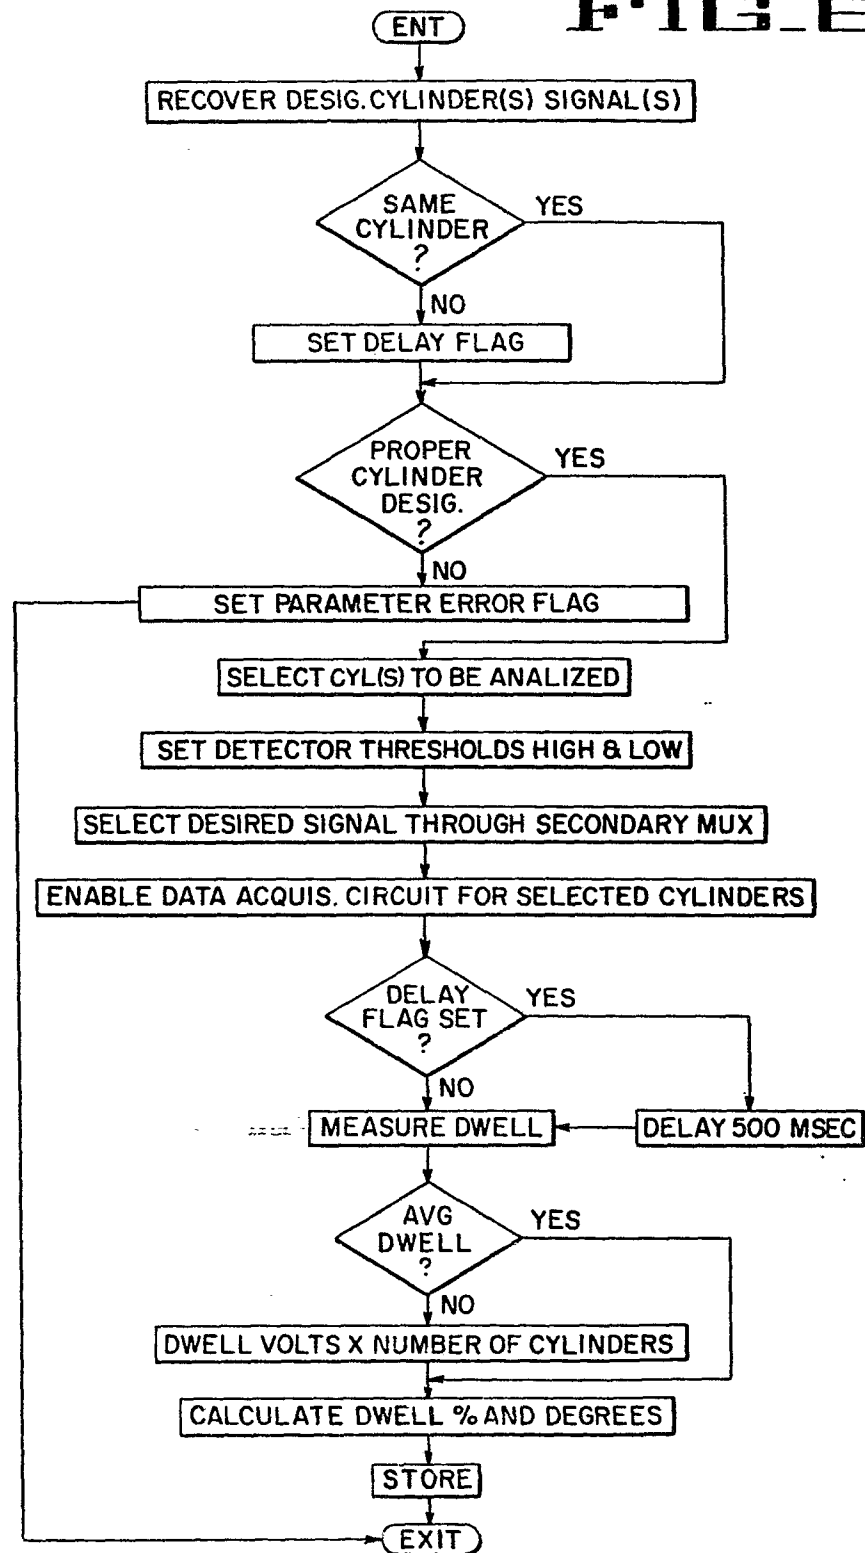 FIG_E
ENT
RECOVER DESIG.CYLINDER(S) SIGNAL(S)
SAME
CYLINDER
?
YES
NO
SET DELAY FLAG
PROPER
CYLINDER
DESIG.
?
YES
NO
SET PARAMETER ERROR FLAG
SELECT CYL(S) TO BE ANALIZED
SET DETECTOR THRESHOLDS HIGH & LOW
SELECT DESIRED SIGNAL THROUGH SECONDARY MUX
ENABLE DATA ACQUIS. CIRCUIT FOR SELECTED CYLINDERS
DELAY
FLAG SET
?
YES
NO
MEASURE DWELL
DELAY 500 MSEC
AVG
DWELL
?
YES
NO
DWELL VOLTS X NUMBER OF CYLINDERS
CALCULATE DWELL % AND DEGREES
STORE
EXIT